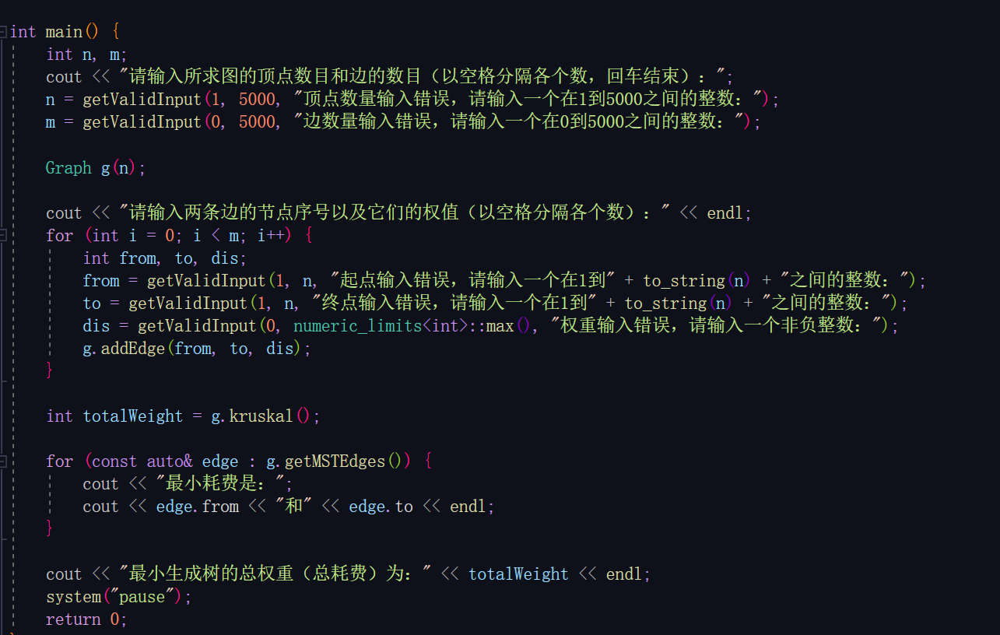 int main() {
int n, m;
cout << "请输入所求图的顶点数目和边的数目（以空格分隔各个数，回车结束）：";
n = getValidInput(1, 5000, "顶点数量输入错误，请输入一个在1到5000之间的整数：");
m = getValidInput(0, 5000, "边数量输入错误，请输入一个在0到5000之间的整数：");
Graph g(n);
cout << "请输入两条边的节点序号以及它们的权值（以空格分隔各个数）：" << endl;
for (int i = 0; i < m; i++) {
int from, to, dis;
from = getValidInput(1, n, "起点输入错误，请输入一个在1到" + to_string(n) + "之间的整数：");
to = getValidInput(1, n, "终点输入错误，请输入一个在1到" + to_string(n) + "之间的整数：");
dis = getValidInput(0, numeric_limits<int>::max(), "权重输入错误，请输入一个非负整数：");
g.addEdge(from, to, dis);
}
int totalWeight = g.kruskal();
for (const auto& edge : g.getMSTEdges()) {
cout << "最小耗费是：";
cout << edge.from << "和" << edge.to << endl;
}
cout << "最小生成树的总权重（总耗费）为：" << totalWeight << endl;
system("pause");
return 0;